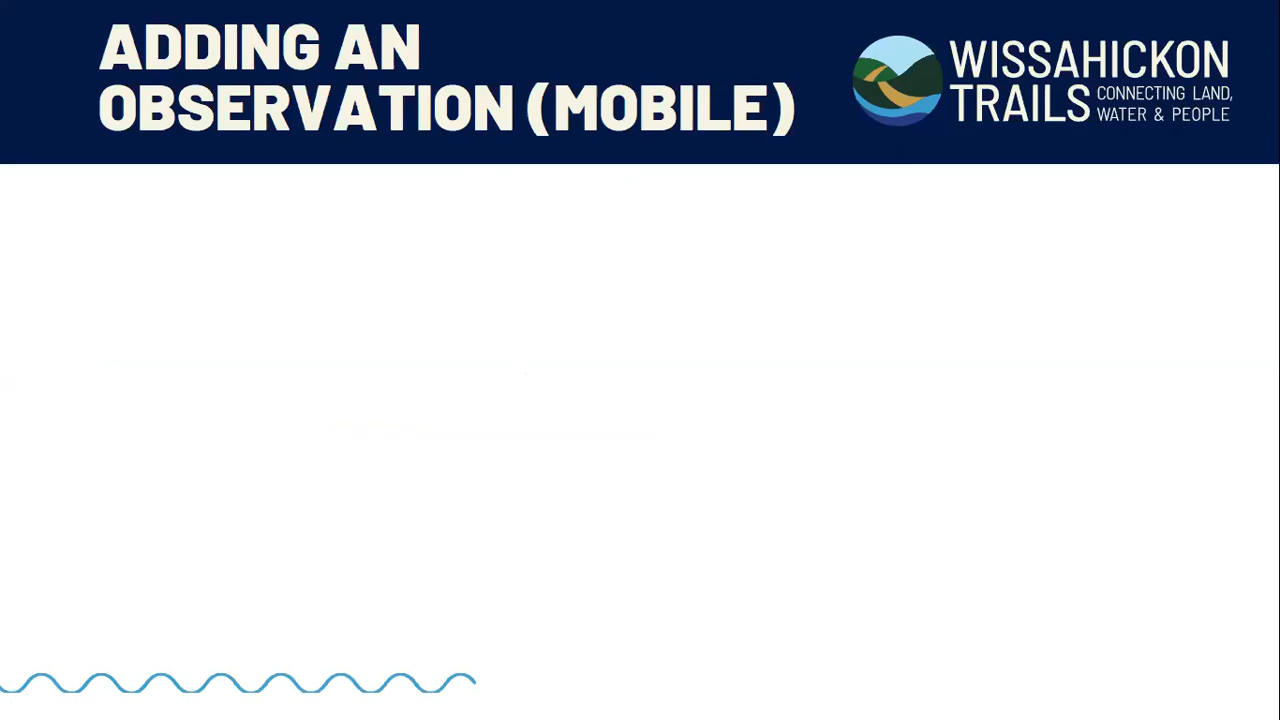 ADDING AN
OBSERVATION (MOBILE)
WISSAHICKON
TRAILS CONNECTING LAND,
WATER & PEOPLE